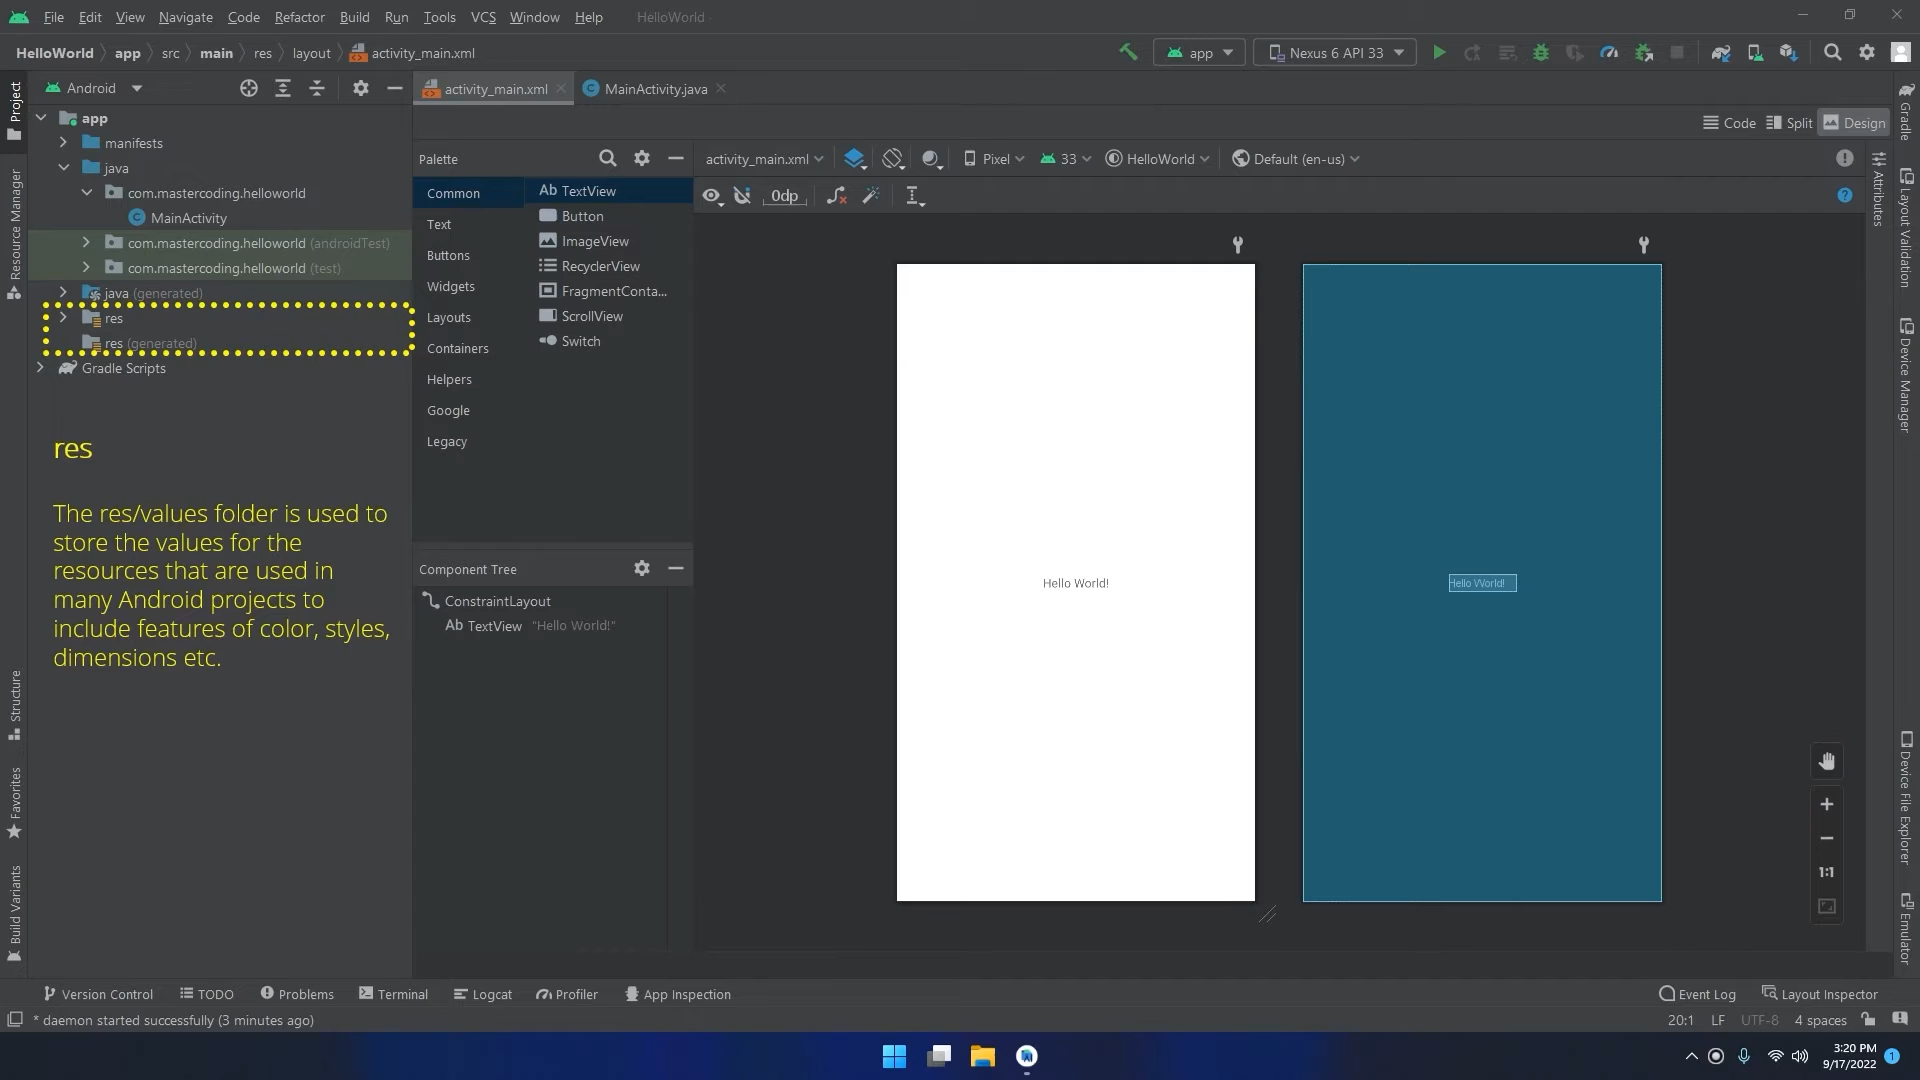 File Edit View Navigate Code Refactor Build Run Tools VCS Window Help HelloWorld
HelloWorld app src main res layout activity_main.xml
app
Nexus 6 API 33
Project
Resource Manager
Structure
Favorites
Build Variants
Android
app
manifests
java
com.mastercoding.helloworld
MainActivity
com.mastercoding.helloworld (androidTest)
com.mastercoding.helloworld (test)
java (generated)
res
res (generated)
Gradle Scripts
res
The res/values folder is used to
store the values for the
resources that are used in
many Android projects to
include features of color, styles,
dimensions etc.
activity_main.xml
MainActivity.java
Code Split Design
Palette
Common
Text
Buttons
Widgets
Layouts
Containers
Helpers
Google
Legacy
Ab TextView
Button
ImageView
RecyclerView
FragmentConta...
ScrollView
Switch
Component Tree
ConstraintLayout
Ab TextView "Hello World!"
activity_main.xml
Pixel
33
HelloWorld
Default (en-us)
0dp
Hello World!
Hello World!
1:1
Gradle
Layout Validation
Device Manager
Device File Explorer
Emulator
Attributes
Version Control TODO Problems Terminal Logcat Profiler App Inspection
Event Log Layout Inspector
* daemon started successfully (3 minutes ago)
20:1 LF UTF-8 4 spaces
3:20 PM
9/17/2022
1